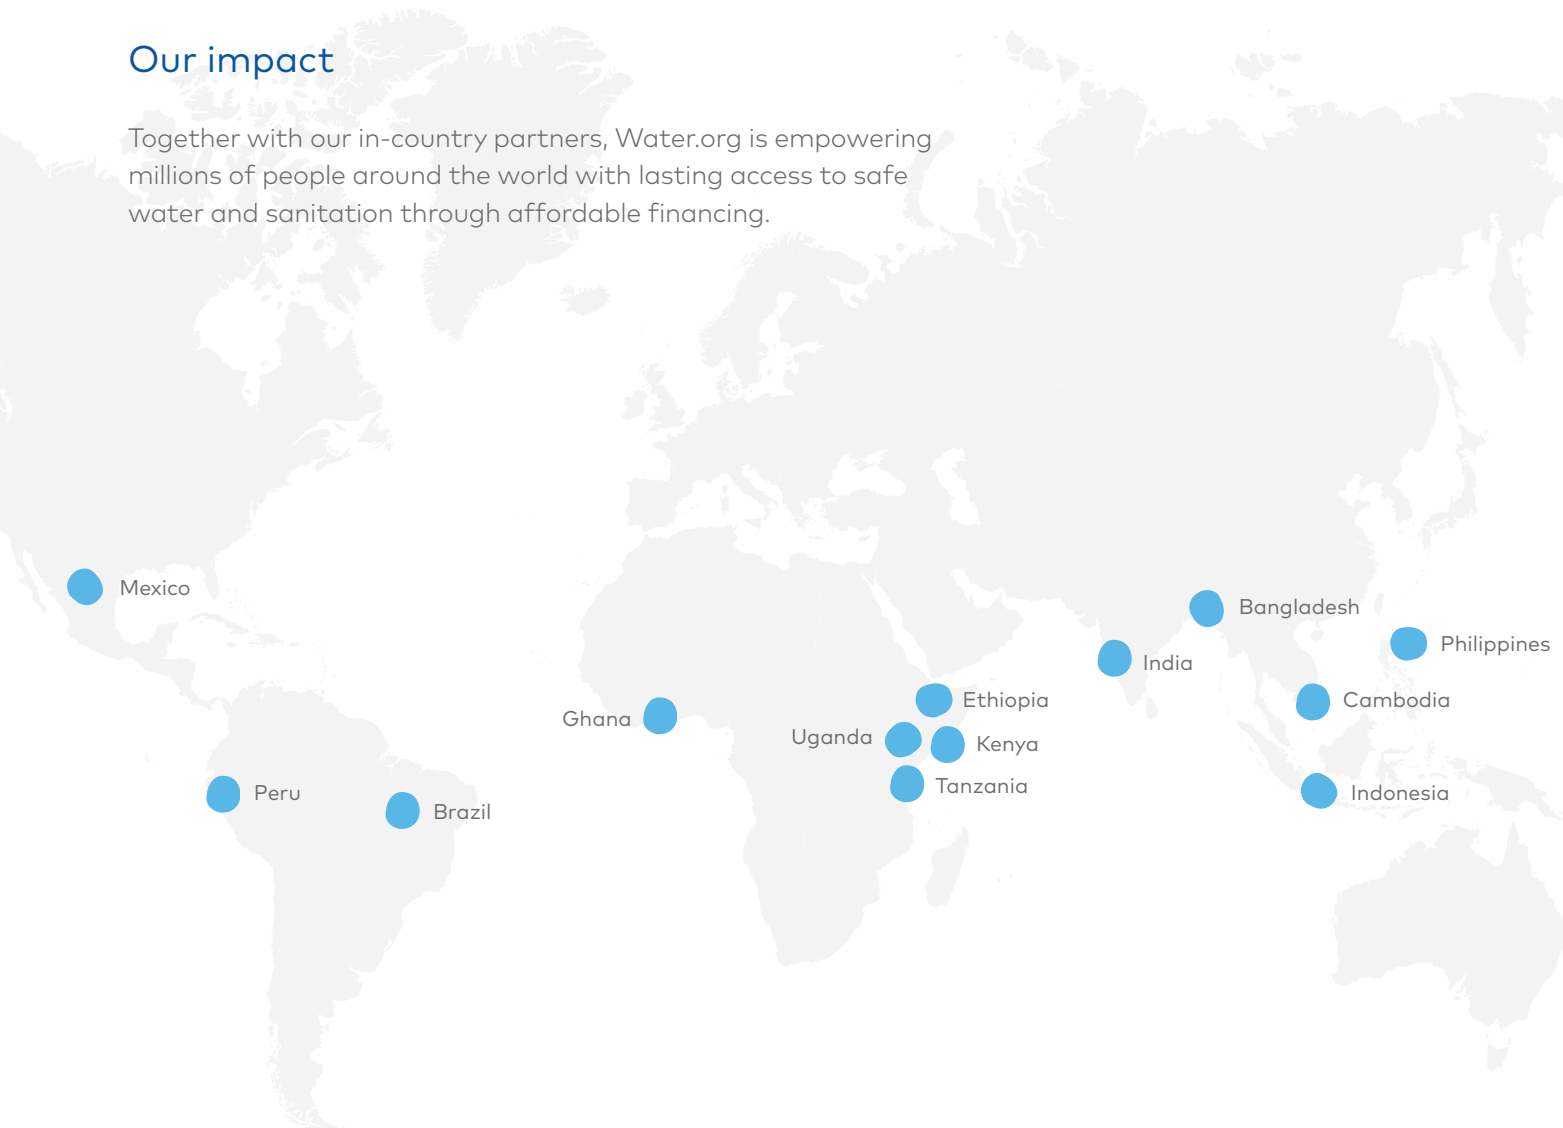 Our impact
Together with our in-country partners, Water.org is empowering
millions of people around the world with lasting access to safe
water and sanitation through affordable financing.
Mexico
Bangladesh
Philippines
India
Ethiopia
Cambodia
Ghana
Uganda
Kenya
Tanzania
Peru
Indonesia
Brazil